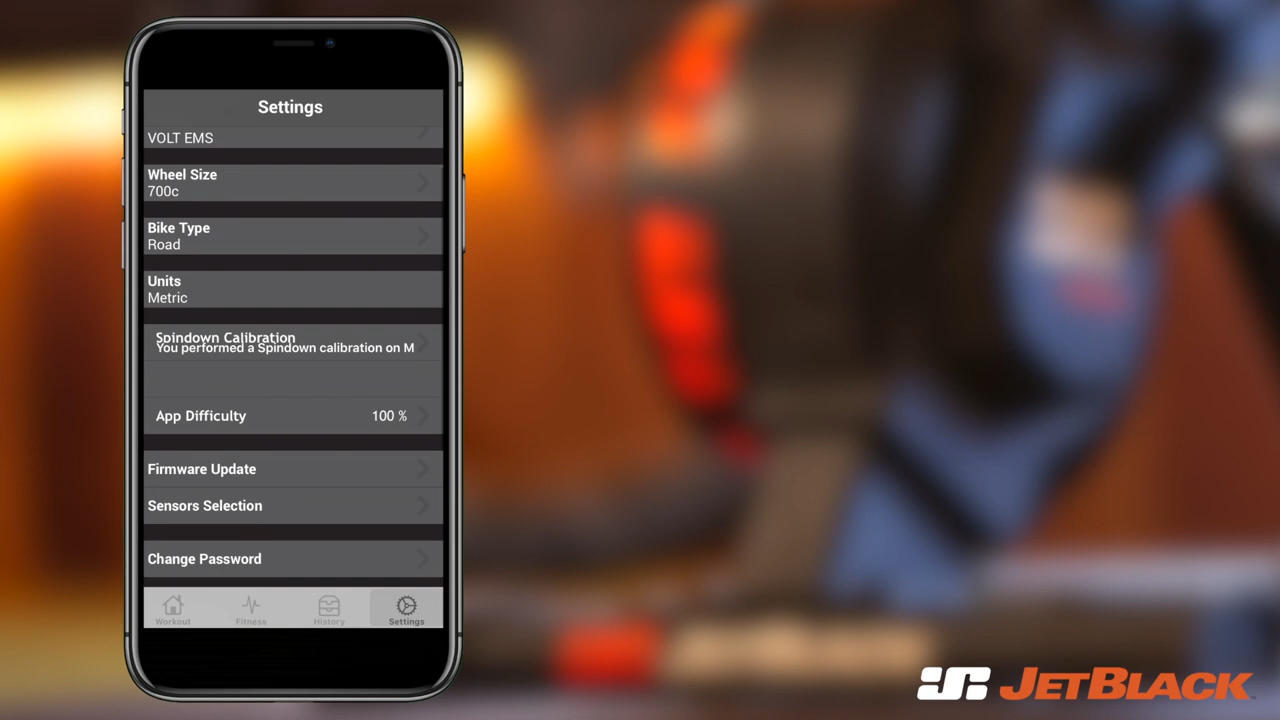 Settings
VOLT EMS
Wheel Size
700c
Bike Type
Road
Units
Metric
Spindown Calibration
You performed a Spindown calibration on M
App Difficulty 100 %
Firmware Update
Sensors Selection
Change Password
Workout Fitness History Settings
JETBLACK